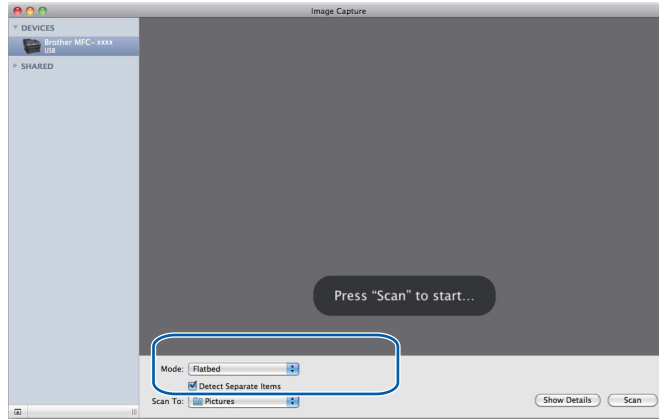 Image Capture
DEVICES
Brother MFC- xxxx
USB
SHARED
Press “Scan” to start...
Mode: Flatbed
Detect Separate Items
Scan To: Pictures
Show Details Scan